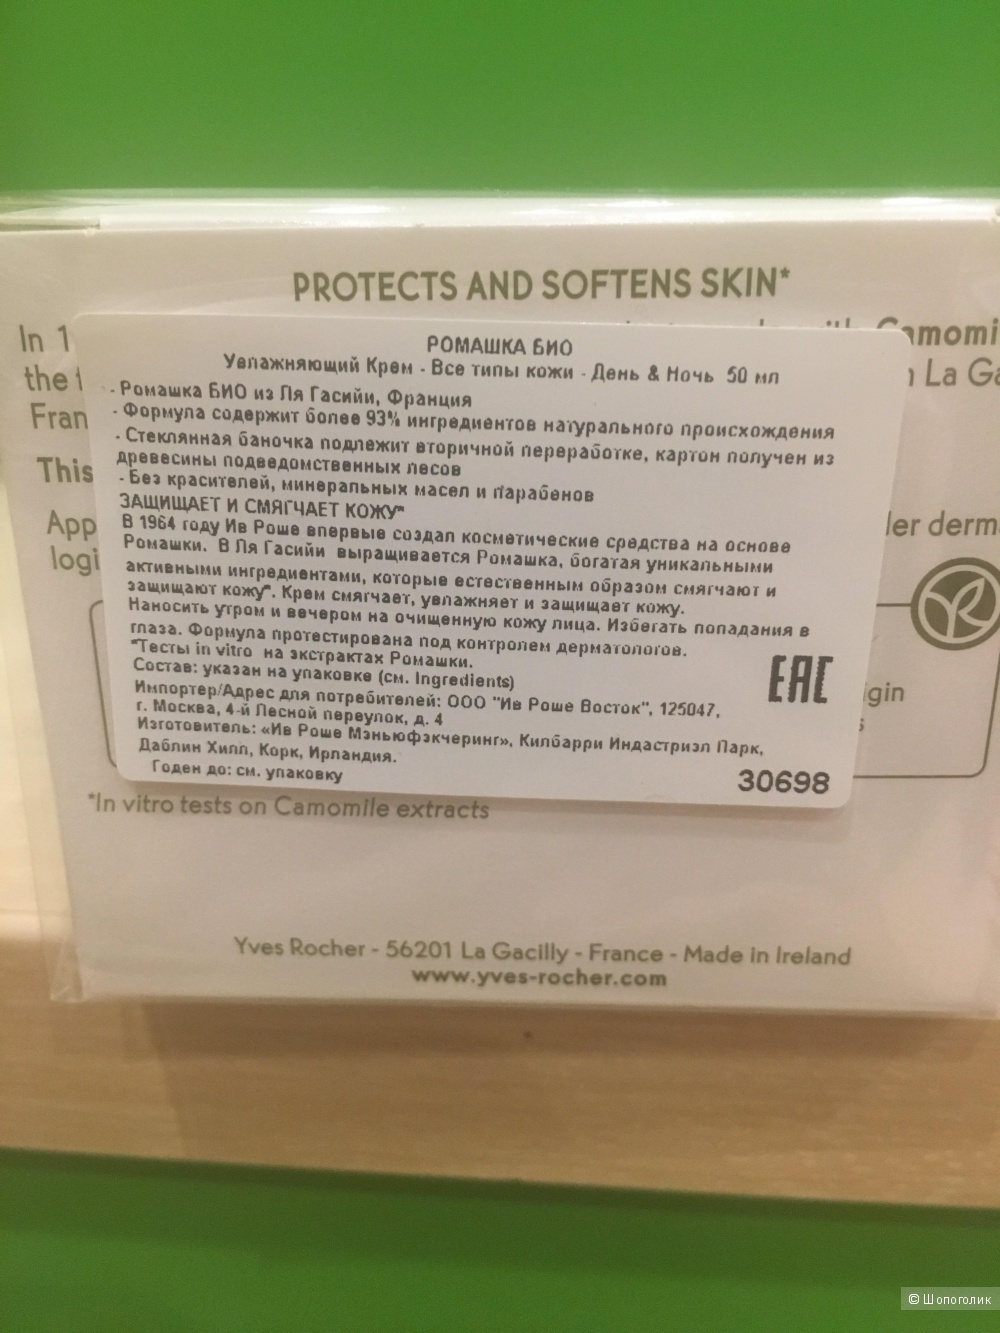 PROTECTS AND SOFTENS SKIN*
In 1
the f
Fran
This
App
logi
РОМАШКА БИО
Увлажняющий Крем - Все типы кожи - День & Ночь 50 мл
- Ромашка БИО из Ля Гасийи, Франция
- Формула содержит более 93% ингредиентов натурального происхождения
- Стеклянная баночка подлежит вторичной переработке, картон получен из
древесины подведомственных лесов
- Без красителей, минеральных масел и парабенов
ЗАЩИЩАЕТ И СМЯГЧАЕТ КОЖУ*
В 1964 году Ив Роше впервые создал косметические средства на основе
Ромашки. В Ля Гасийи выращивается Ромашка, богатая уникальными
активными ингредиентами, которые естественным образом смягчают и
защищают кожу*. Крем смягчает, увлажняет и защищает кожу.
Наносить утром и вечером на очищенную кожу лица. Избегать попадания в
глаза. Формула протестирована под контролем дерматологов.
*Тесты in vitro на экстрактах Ромашки.
Состав: указан на упаковке (см. Ingredients)
Импортер/Адрес для потребителей: ООО "Ив Роше Восток", 125047,
г. Москва, 4-й Лесной переулок, д. 4
Изготовитель: «Ив Роше Мэньюфэкчеринг», Килбарри Индастриэл Парк,
Даблин Хилл, Корк, Ирландия.
Годен до: см. упаковку
EAC
30698
amomi
n La Ga
der derm
igin
s
*In vitro tests on Camomile extracts
Yves Rocher - 56201 La Gacilly - France - Made in Ireland
www.yves-rocher.com
© Шопоголик